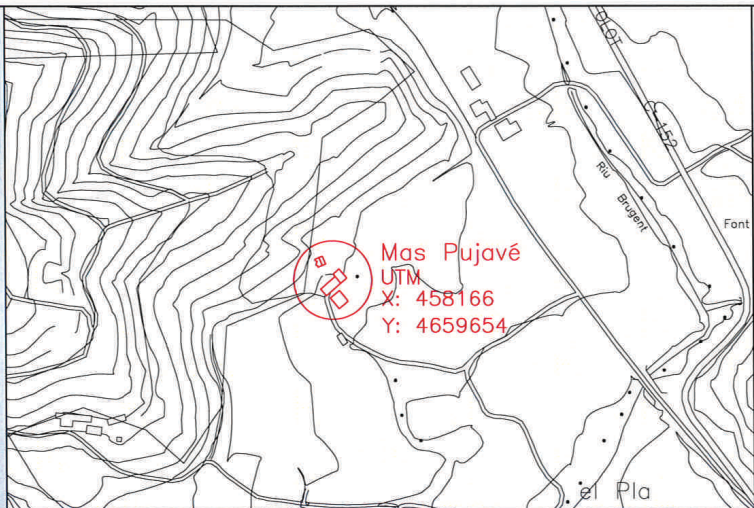 OLOT
C-152
Riu Brugent
Font
Mas Pujavé
UTM
X: 458166
Y: 4659654
el Pla